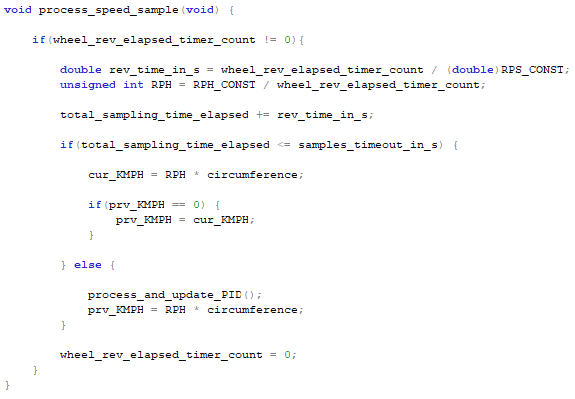 void process_speed_sample(void) {
if(wheel_rev_elapsed_timer_count != 0){
double rev_time_in_s = wheel_rev_elapsed_timer_count / (double)RPS_CONST;
unsigned int RPH = RPH_CONST / wheel_rev_elapsed_timer_count;
total_sampling_time_elapsed += rev_time_in_s;
if(total_sampling_time_elapsed <= samples_timeout_in_s) {
cur_KMPH = RPH * circumference;
if(prv_KMPH == 0) {
prv_KMPH = cur_KMPH;
}
} else {
process_and_update_PID();
prv_KMPH = RPH * circumference;
}
wheel_rev_elapsed_timer_count = 0;
}
}